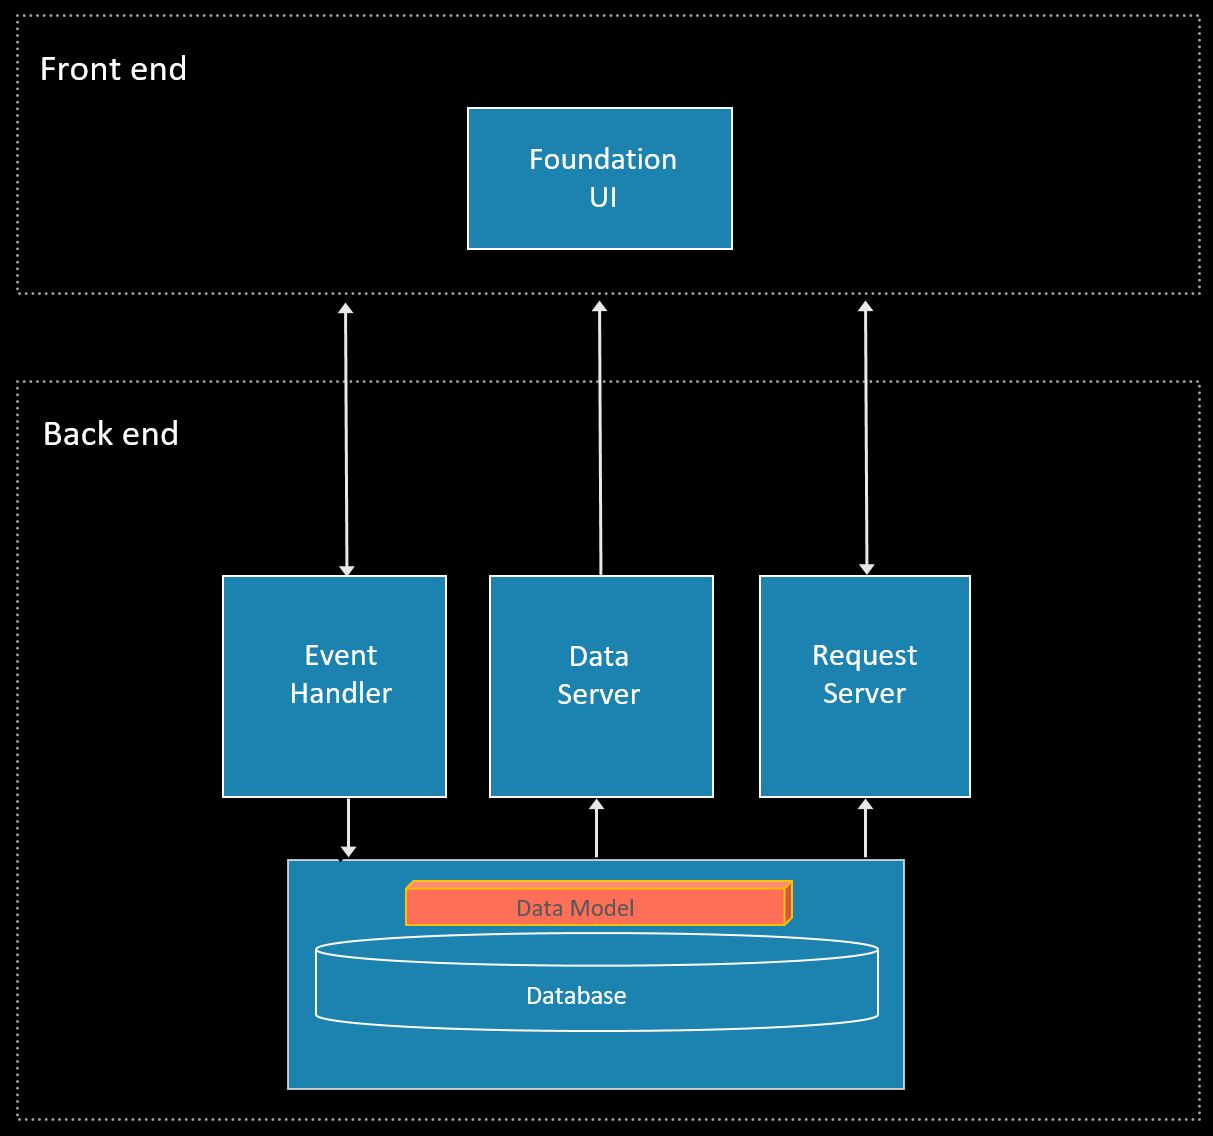 Front end
Foundation
UI
Back end
Event
Handler
Data
Server
Request
Server
Data Model
Database